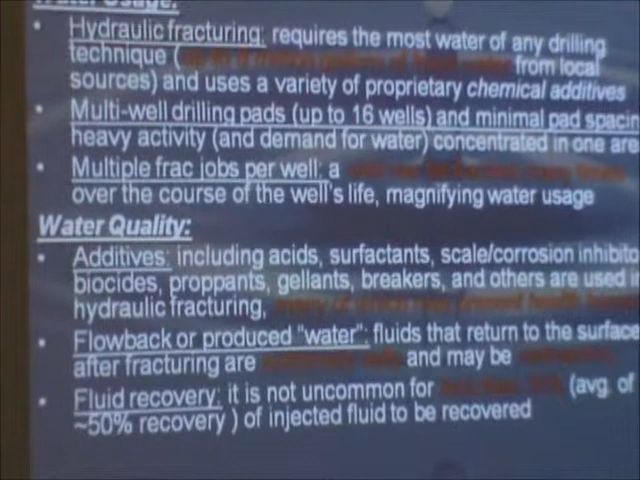 Water Usage:
• Hydraulic fracturing: requires the most water of any drilling
technique ( from local
sources) and uses a variety of proprietary chemical additives
• Multi-well drilling pads (up to 16 wells) and minimal pad spacin
heavy activity (and demand for water) concentrated in one are
• Multiple frac jobs per well: a
over the course of the well's life, magnifying water usage
Water Quality:
• Additives: including acids, surfactants, scale/corrosion inhibito
biocides, proppants, gellants, breakers, and others are used i
hydraulic fracturing,
• Flowback or produced "water": fluids that return to the surface
after fracturing are and may be
• Fluid recovery: it is not uncommon for (avg. of
~50% recovery ) of injected fluid to be recovered